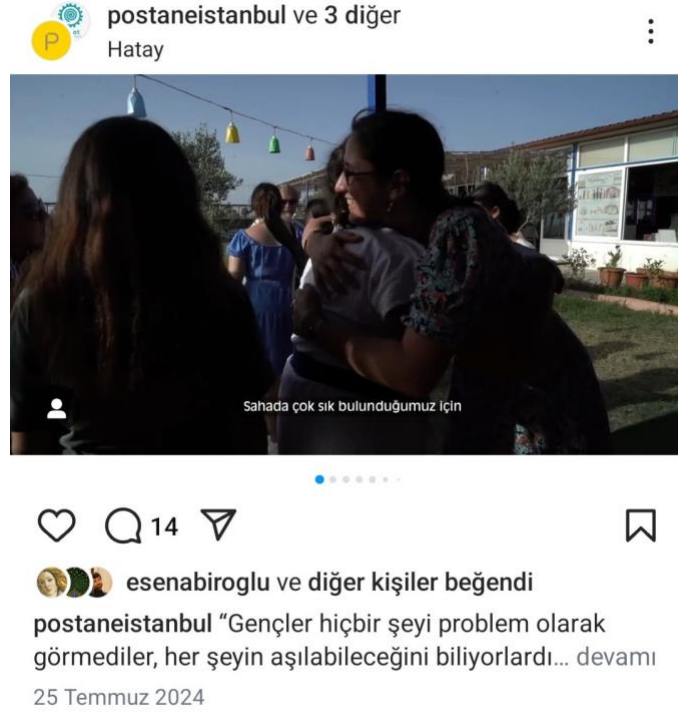 postaneistanbul ve 3 diğer
P
Hatay
Sahada çok sık bulunduğumuz için
14
esenabiroglu ve diğer kişiler beğendi
postaneistanbul “Gençler hiçbir şeyi problem olarak
görmediler, her şeyin aşılabileceğini biliyorlardı... devamı
25 Temmuz 2024